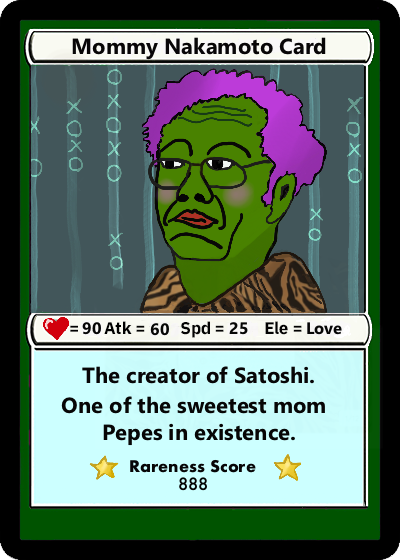 Mommy Nakamoto Card
XO
= 90 Atk = 60 Spd = 25 Ele = Love
The creator of Satoshi.
One of the sweetest mom
Pepes in existence.
Rareness Score
888